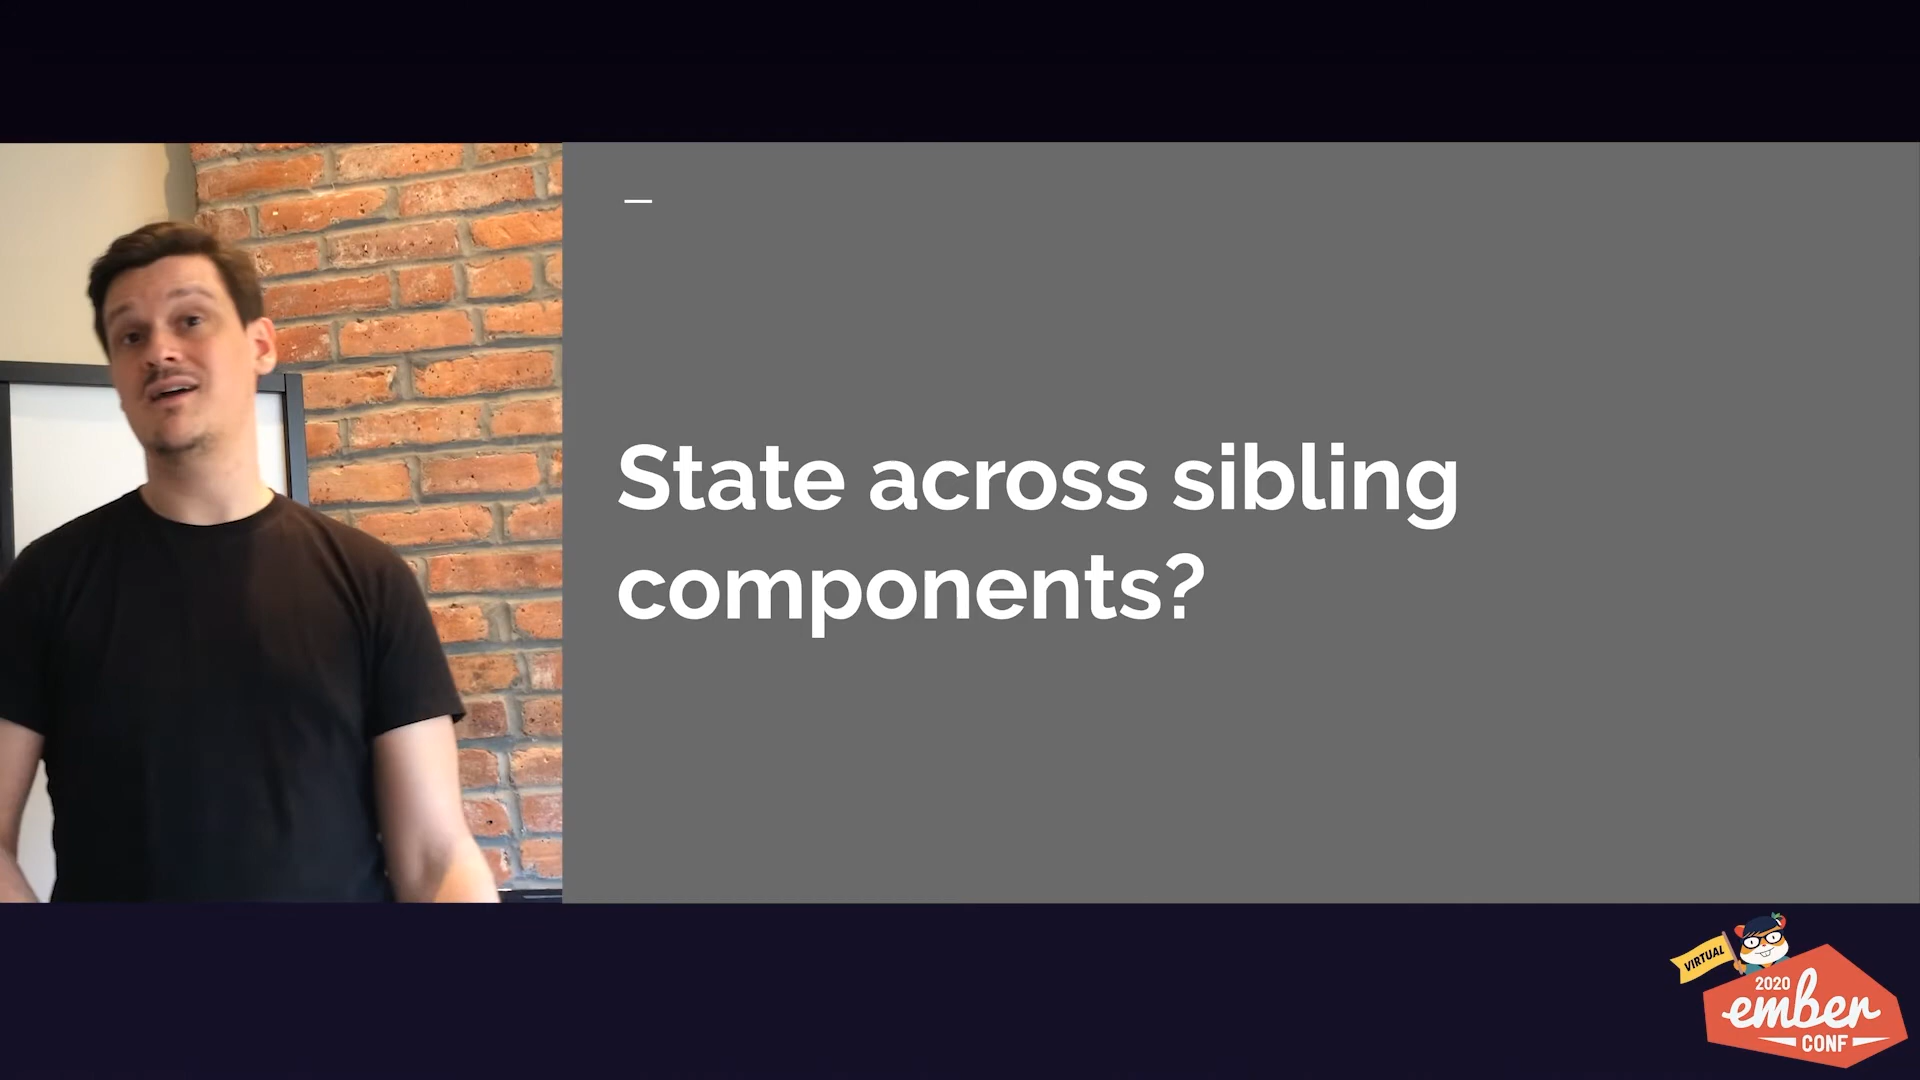 State across sibling
components?
VIRTUAL
2020
ember
CONF